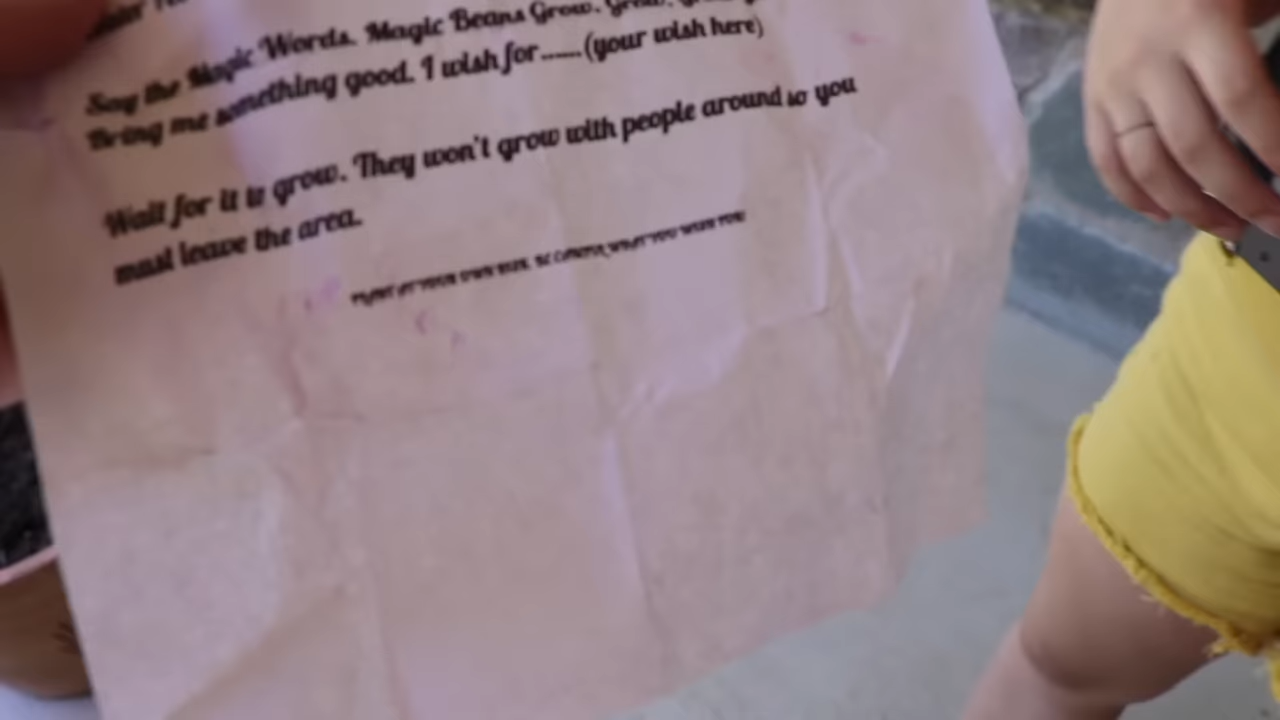 Say the Magic Words. Magic Beans Grow, Grow,
Bring me something good. I wish for......(your wish here)
Wait for it to grow. They won't grow with people around so you
must leave the area.